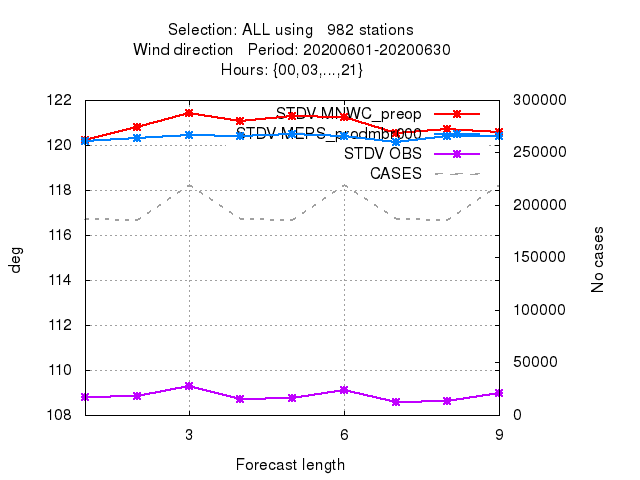 Selection: ALL using 982 stations
Wind direction Period: 20200601-20200630
Hours: {00,03,...,21}
122
120
118
116
114
112
110
108
deg
300000
250000
200000
150000
100000
50000
0
No cases
STDV MNWC_preop
STDV OBS
CASES
3
6
9
Forecast length